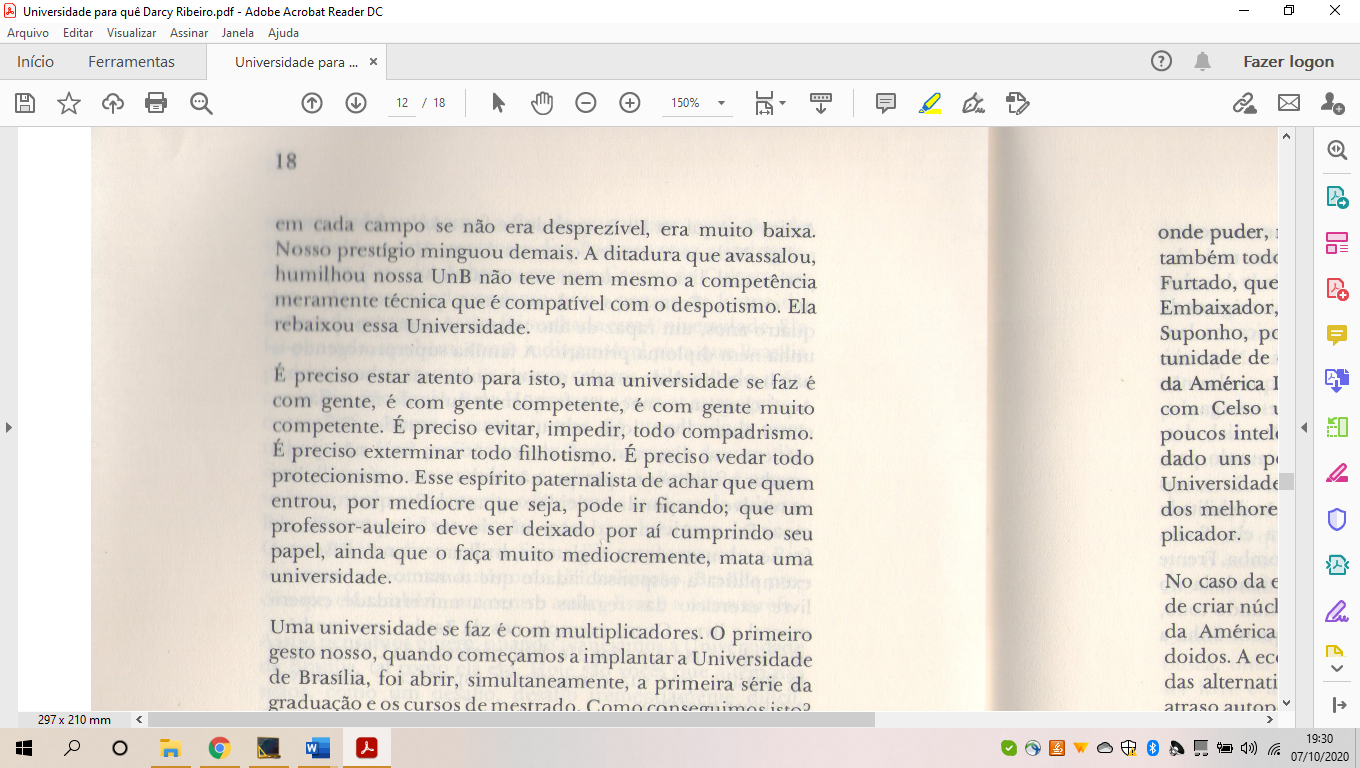 Universidade para quê Darcy Ribeiro.pdf - Adobe Acrobat Reader DC
Arquivo Editar Visualizar Assinar Janela Ajuda
Início Ferramentas Universidade para ... × Fazer logon
12 / 18 150%
18
em cada campo se não era desprezível, era muito baixa.
Nosso prestígio minguou demais. A ditadura que avassalou,
humilhou nossa UnB não teve nem mesmo a competência
meramente técnica que é compatível com o despotismo. Ela
rebaixou essa Universidade.
É preciso estar atento para isto, uma universidade se faz é
com gente, é com gente competente, é com gente muito
competente. É preciso evitar, impedir, todo compadrismo.
É preciso exterminar todo filhotismo. É preciso vedar todo
protecionismo. Esse espírito paternalista de achar que quem
entrou, por medíocre que seja, pode ir ficando; que um
professor-auleiro deve ser deixado por aí cumprindo seu
papel, ainda que o faça muito mediocremente, mata uma
universidade.
Uma universidade se faz é com multiplicadores. O primeiro
gesto nosso, quando começamos a implantar a Universidade
de Brasília, foi abrir, simultaneamente, a primeira série da
graduação e os cursos de mestrado. Como conseguimos isto?
onde puder,
também todo
Furtado, que
Embaixador,
Suponho, po
tunidade de
da América
com Celso
poucos intele
dado uns
Universidade
dos melhore
plicador.
No caso da e
de criar núcl
da América
doidos. A eco
das alternati
atraso autop
297 x 210 mm
19:30
07/10/2020